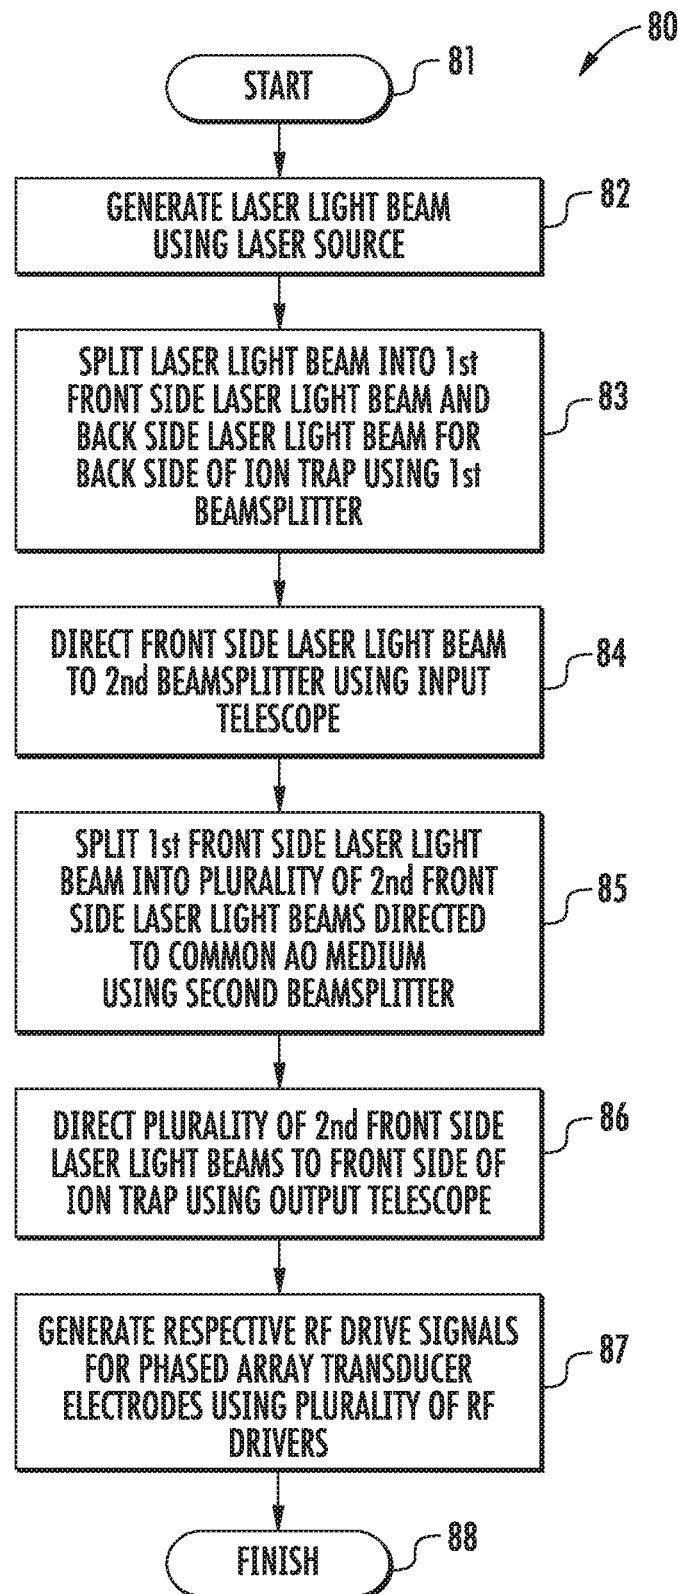 80
START
81
GENERATE LASER LIGHT BEAM
USING LASER SOURCE
82
SPLIT LASER LIGHT BEAM INTO 1st
FRONT SIDE LASER LIGHT BEAM AND
BACK SIDE LASER LIGHT BEAM FOR
BACK SIDE OF ION TRAP USING 1st
BEAMSPLITTER
83
DIRECT FRONT SIDE LASER LIGHT BEAM
TO 2nd BEAMSPLITTER USING INPUT
TELESCOPE
84
SPLIT 1st FRONT SIDE LASER LIGHT
BEAM INTO PLURALITY OF 2nd FRONT
SIDE LASER LIGHT BEAMS DIRECTED
TO COMMON AO MEDIUM
USING SECOND BEAMSPLITTER
85
DIRECT PLURALITY OF 2nd FRONT SIDE
LASER LIGHT BEAMS TO FRONT SIDE OF
ION TRAP USING OUTPUT TELESCOPE
86
GENERATE RESPECTIVE RF DRIVE SIGNALS
FOR PHASED ARRAY TRANSDUCER
ELECTRODES USING PLURALITY OF RF
DRIVERS
87
FINISH
88